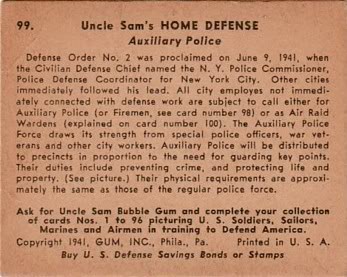 99. Uncle Sam's HOME DEFENSE
Auxiliary Police
Defense Order No. 2 was proclaimed on June 9, 1941, when
the Civilian Defense Chief named the N. Y. Police Commissioner,
Police Defense Coordinator for New York City. Other cities
immediately followed his lead. All city employes not immedi-
ately connected with defense work are subject to call either for
Auxiliary Police (or Firemen, see card number 98) or as Air Raid
Wardens (explained on card number 100). The Auxiliary Police
Force draws its strength from special police officers, war vet-
erans and other city workers. Auxiliary Police will be distributed
to precincts in proportion to the need for guarding key points.
Their duties include preventing crime, and protecting life and
property. (See picture.) Their physical requirements are approxi-
mately the same as those of the regular police force.
Ask for Uncle Sam Bubble Gum and complete your collection
of cards Nos. 1 to 96 picturing U. S. Soldiers, Sailors,
Marines and Airmen in training to Defend America.
Copyright 1941, GUM, INC., Phila., Pa. Printed in U. S. A.
Buy U. S. Defense Savings Bonds or Stamps